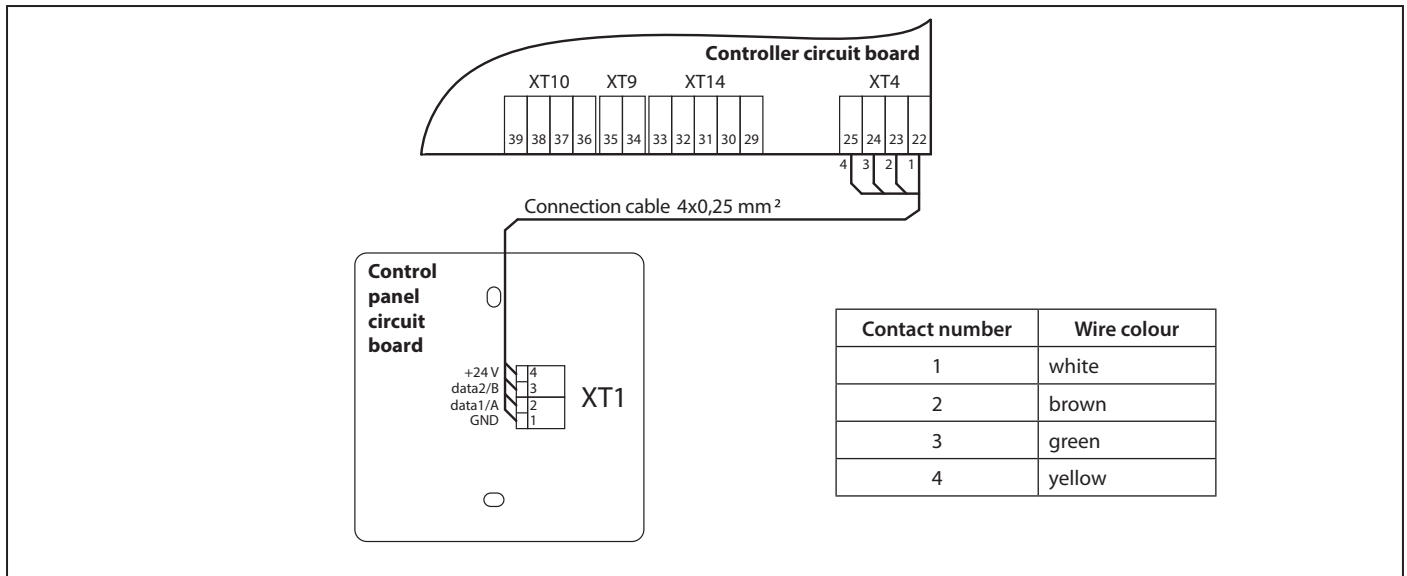 Controller circuit board
XT10 XT9 XT14 XT4
39 38 37 36 35 34 33 32 31 30 29 25 24 23 22
4 3 2 1
Connection cable 4x0,25 mm²
Control
panel
circuit
board
+24 V 4
data2/B 3
data1/A 2
GND 1
XT1
Contact number Wire colour
1 white
2 brown
3 green
4 yellow